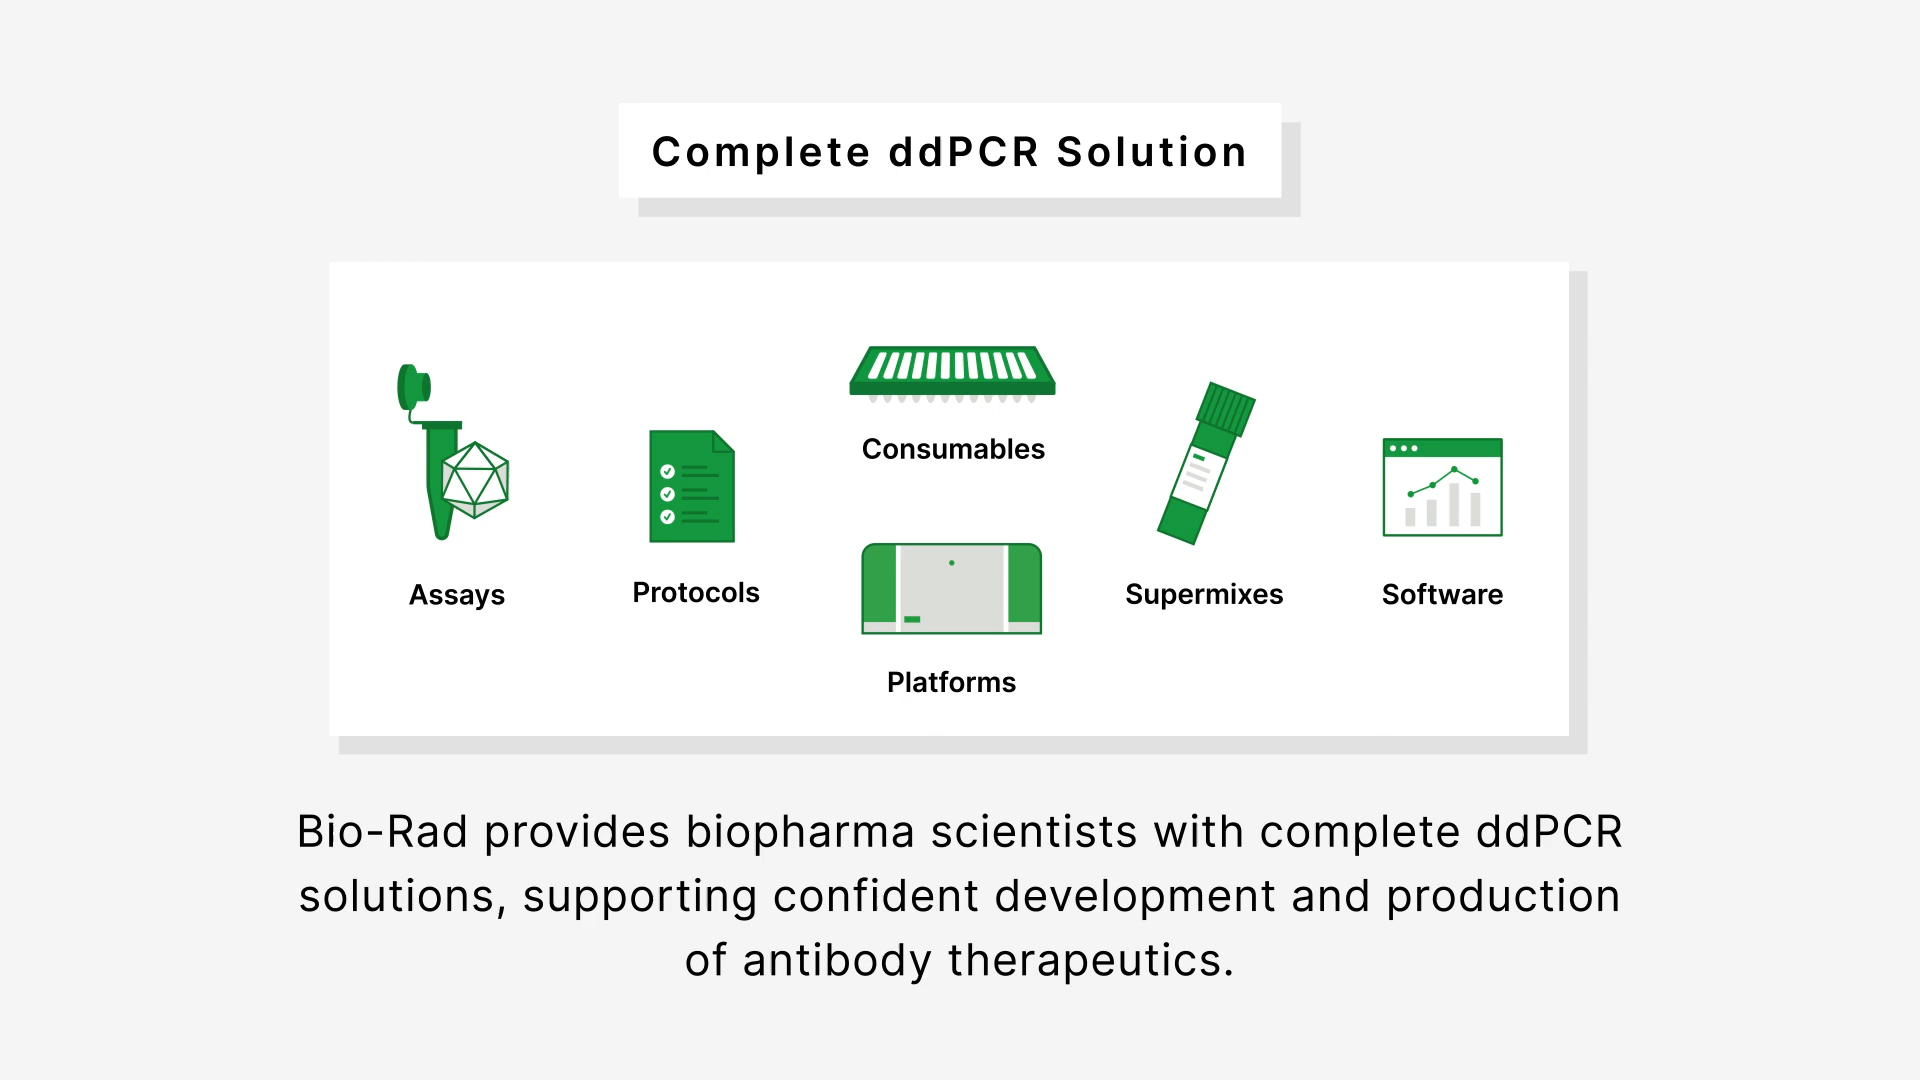 Complete ddPCR Solution
Assays
Protocols
Consumables
Platforms
Supermixes
Software
Bio-Rad provides biopharma scientists with complete ddPCR
solutions, supporting confident development and production
of antibody therapeutics.